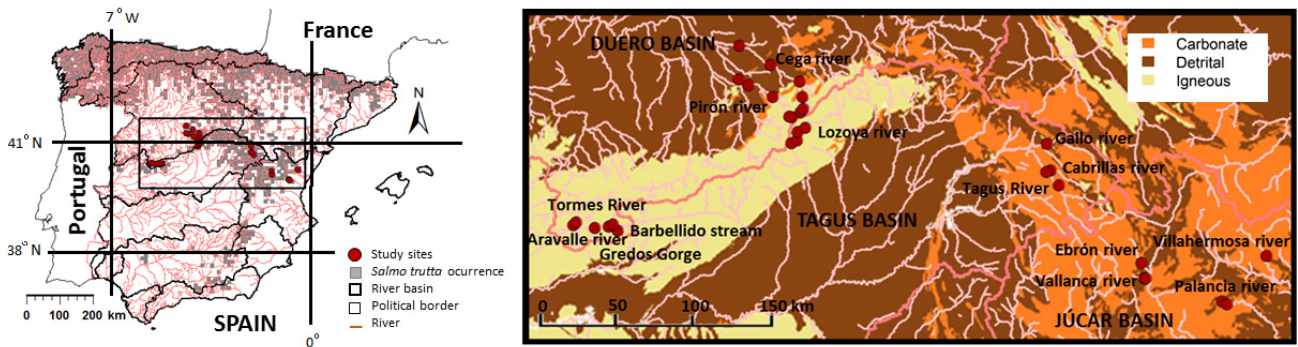 7° W
France
N
41° N
Portugal
38° N
Study sites
Salmo trutta ocurrence
River basin
Political border
River
0 100 200 km
SPAIN
0°
DUERO BASIN
Cega river
Carbonate
Detrital
Igneous
Pirón river
Lozoya river
Gallo river
Cabrillas river
Tagus River
Tormes River
TAGUS BASIN
Aravalle river
Barbellido stream
Gredos Gorge
Ebrón river
Villahermosa river
Vallanca river
Palancia river
0 50 150 km
JÚCAR BASIN